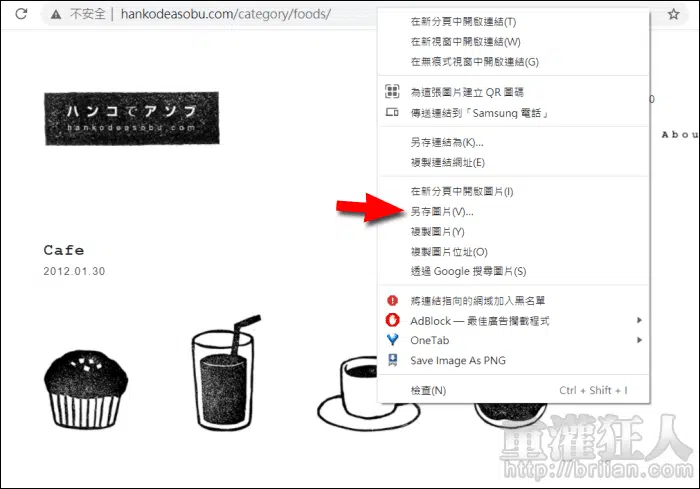 不安全 | hankodeasobu.com/category/foods/
ハンコでアソブ
hankodeasobu.com
Cafe
2012.01.30
在新分頁中開啟連結(T)
在新視窗中開啟連結(W)
在無痕式視窗中開啟連結(G)
為這張圖片建立 QR 圖碼
傳送連結到「Samsung 電話」
另存連結為(K)...
複製連結網址(E)
在新分頁中開啟圖片(I)
另存圖片(V)...
複製圖片(Y)
複製圖片位址(O)
透過 Google 搜尋圖片(S)
將連結指向的網域加入黑名單
AdBlock — 最佳廣告攔截程式
OneTab
Save Image As PNG
檢查(N) Ctrl + Shift + I
0
Abou
重灌狂人
http://briian.com